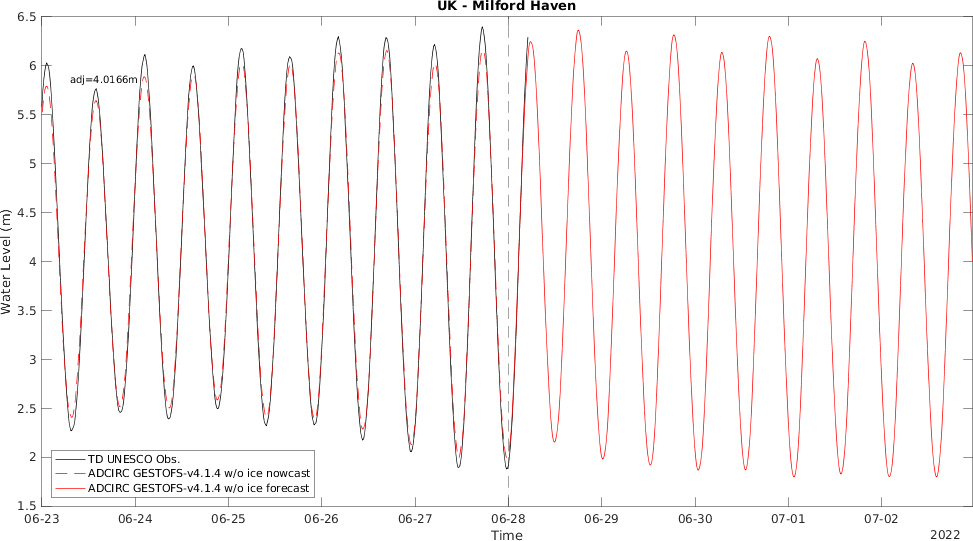 UK - Milford Haven
adj=4.0166m
Water Level (m)
6.5
6
5.5
5
4.5
4
3.5
3
2.5
2
1.5
TD UNESCO Obs.
ADCIRC GESTOFS-v4.1.4 w/o ice nowcast
ADCIRC GESTOFS-v4.1.4 w/o ice forecast
06-23 06-24 06-25 06-26 06-27 06-28 06-29 06-30 07-01 07-02
Time
2022